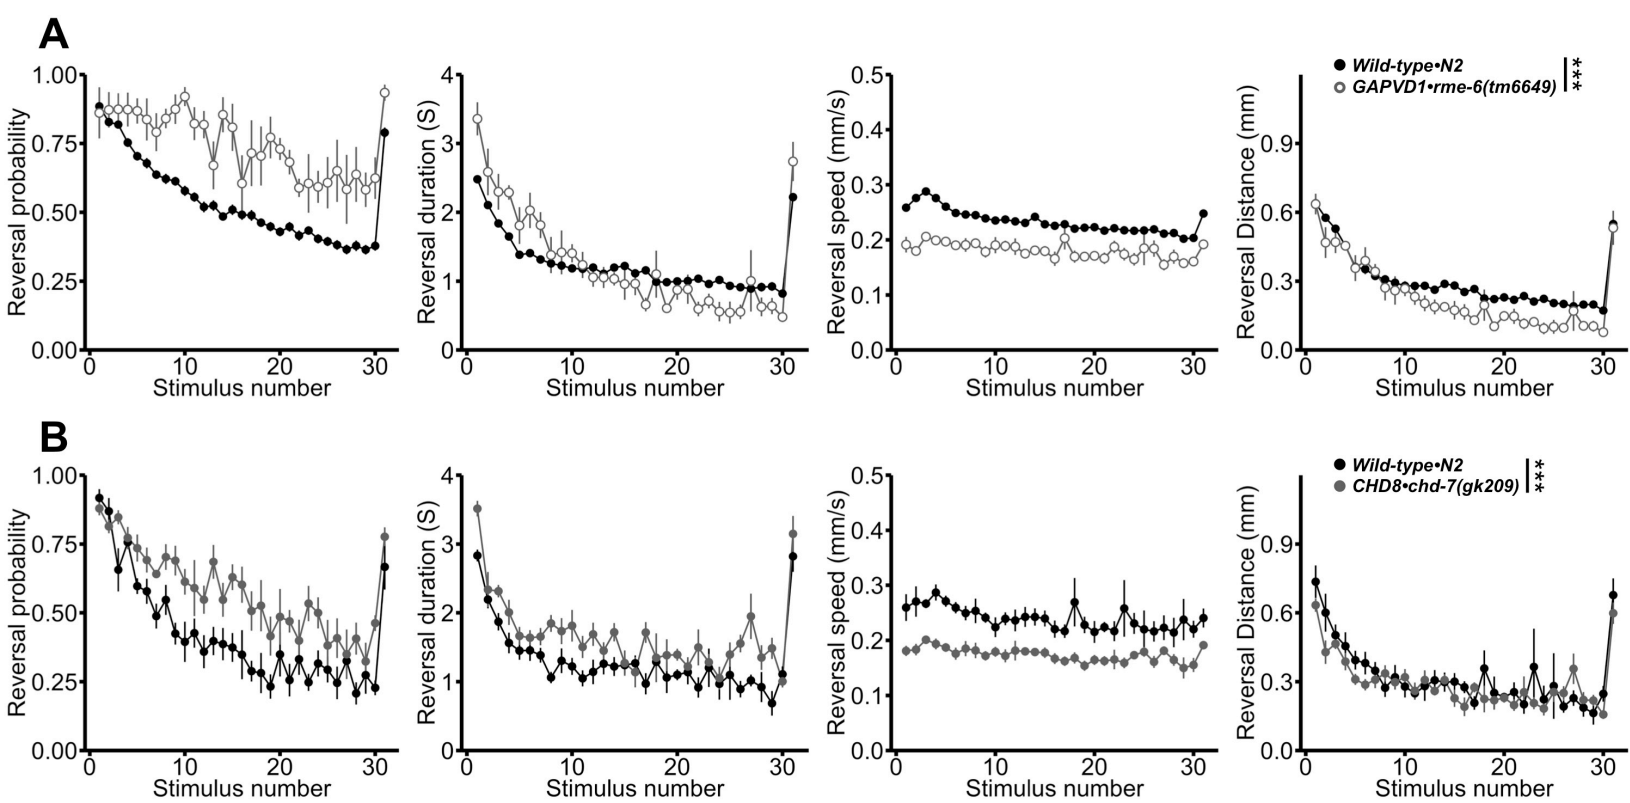 A
Wild-type•N2
GAPVD1•rme-6(tm6649)
***
Reversal probability
1.00
0.75
0.50
0.25
0.00
0 10 20 30
Stimulus number
Reversal duration (S)
4
3
2
1
0
0 10 20 30
Stimulus number
Reversal speed (mm/s)
0.5
0.4
0.3
0.2
0.1
0.0
0 10 20 30
Stimulus number
Reversal Distance (mm)
0.9
0.6
0.3
0.0
0 10 20 30
Stimulus number
B
Wild-type•N2
CHD8•chd-7(gk209)
***
Reversal probability
1.00
0.75
0.50
0.25
0.00
0 10 20 30
Stimulus number
Reversal duration (S)
4
3
2
1
0
0 10 20 30
Stimulus number
Reversal speed (mm/s)
0.5
0.4
0.3
0.2
0.1
0.0
0 10 20 30
Stimulus number
Reversal Distance (mm)
0.9
0.6
0.3
0.0
0 10 20 30
Stimulus number